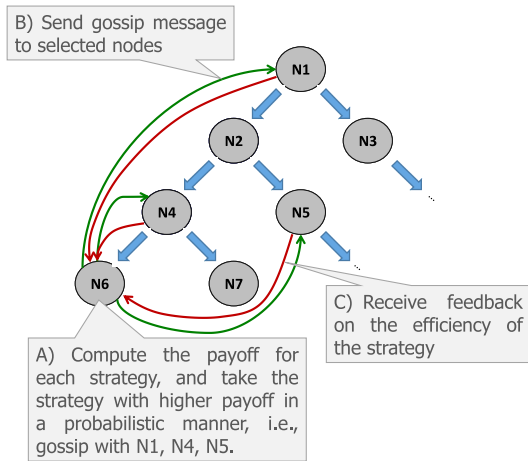 B) Send gossip message
to selected nodes
N1
N2
N3
N4
N5
N6
N7
C) Receive feedback
on the efficiency of
the strategy
A) Compute the payoff for
each strategy, and take the
strategy with higher payoff in
a probabilistic manner, i.e.,
gossip with N1, N4, N5.